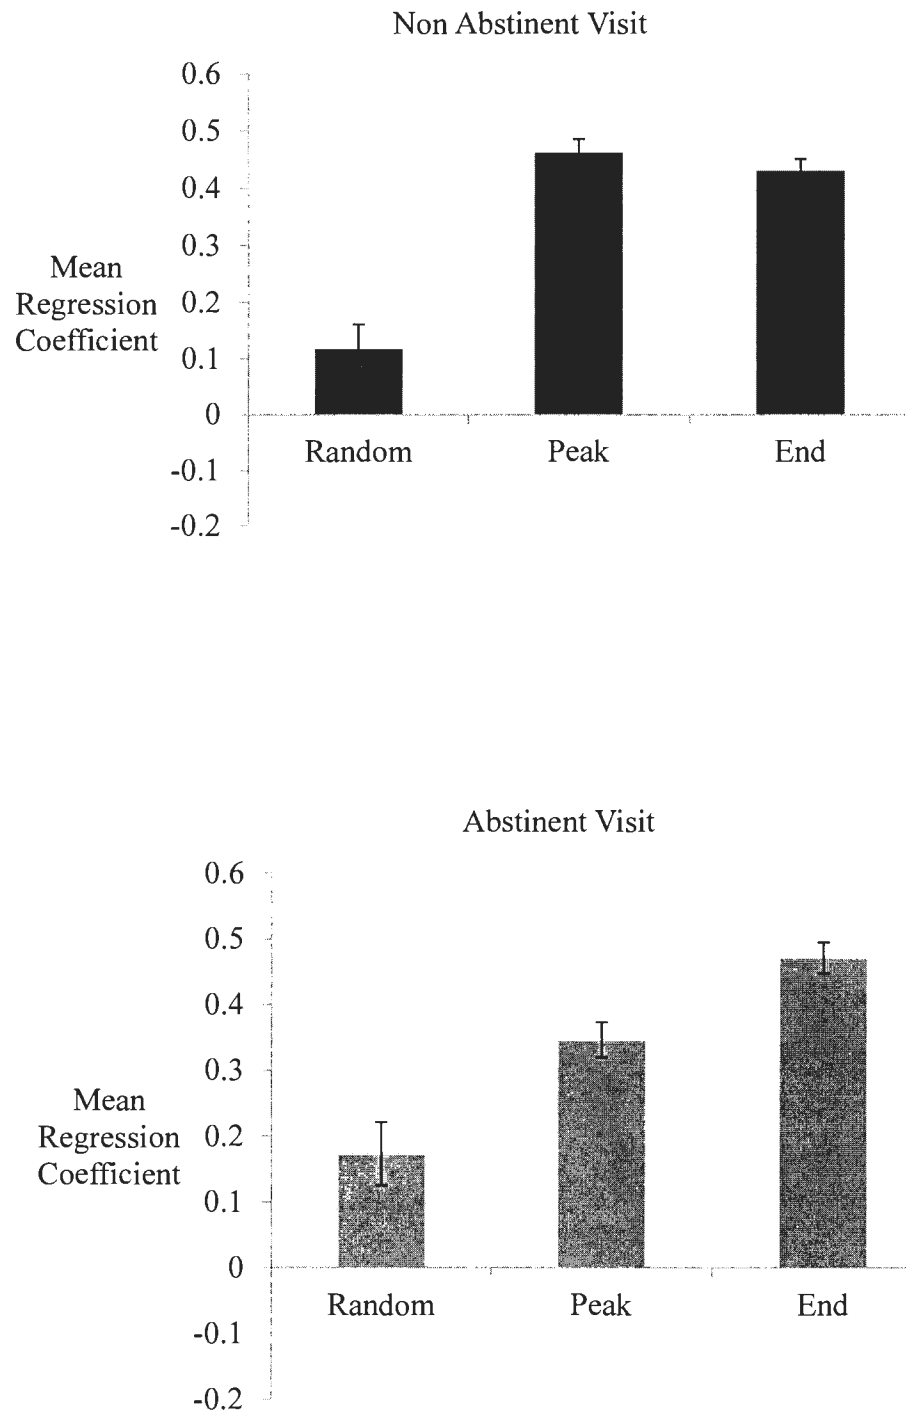 Non Abstinent Visit
0.6
0.5
0.4
0.3
0.2
0.1
0
-0.1
-0.2
Mean
Regression
Coefficient
Random Peak End
Abstinent Visit
0.6
0.5
0.4
0.3
0.2
0.1
0
-0.1
-0.2
Mean
Regression
Coefficient
Random Peak End